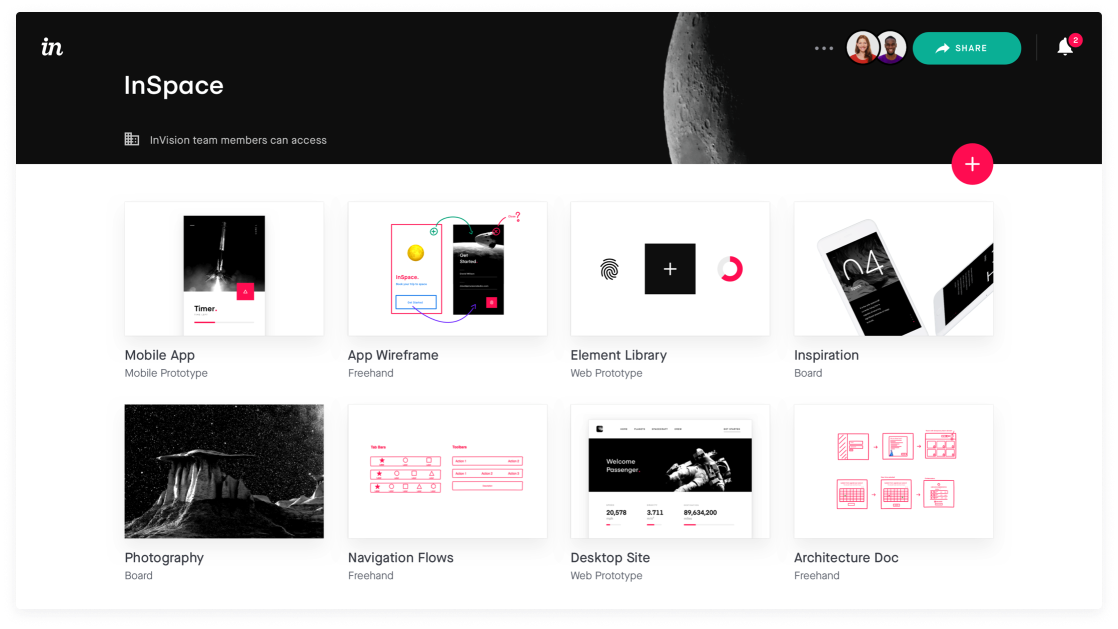 in
SHARE
2
InSpace
InVision team members can access
Timer.
InSpace.
Get
Started.
04
Mobile App
Mobile Prototype
App Wireframe
Freehand
Element Library
Web Prototype
Inspiration
Board
Tab Bars
Welcome
Passenger.
20,578
3.711
89,634,200
Photography
Board
Navigation Flows
Freehand
Desktop Site
Web Prototype
Architecture Doc
Freehand